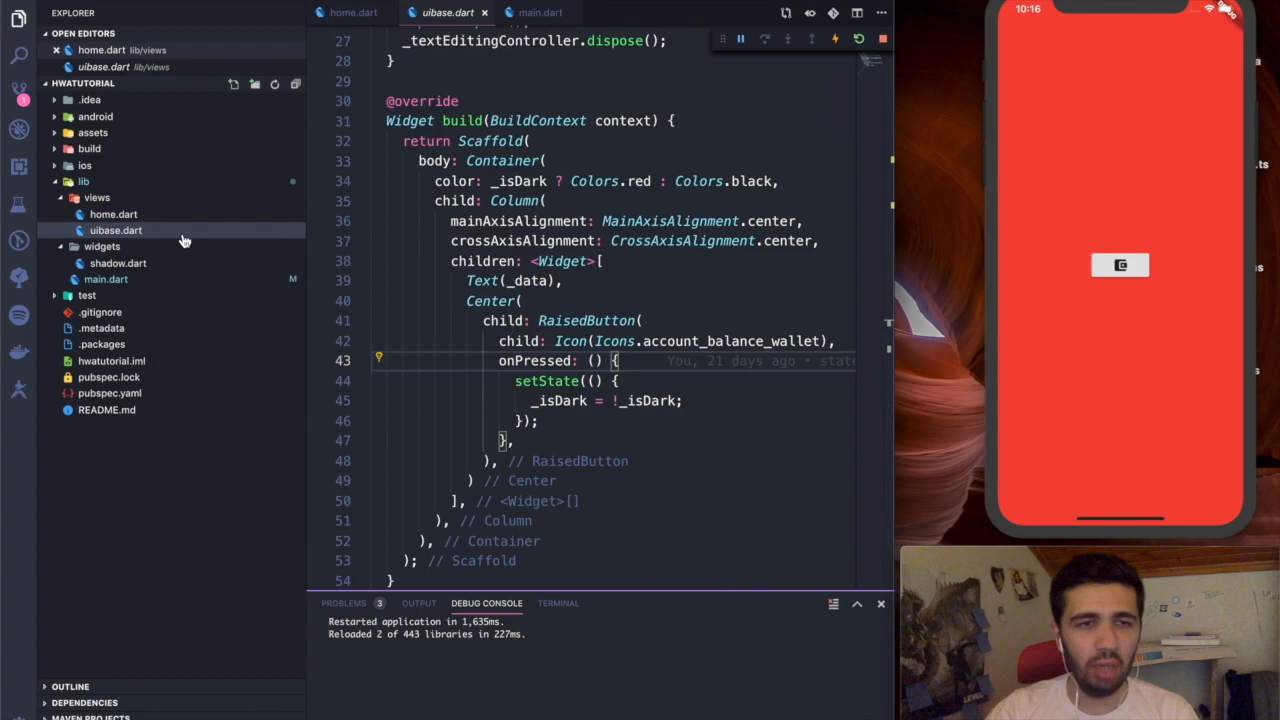 EXPLORER
OPEN EDITORS
home.dart lib/views
uibase.dart lib/views
HWATUTORIAL
.idea
android
assets
build
ios
lib
views
home.dart
uibase.dart
widgets
shadow.dart
main.dart M
test
.gitignore
.metadata
.packages
hwatutorial.iml
pubspec.lock
pubspec.yaml
README.md
OUTLINE
DEPENDENCIES
MAVEN PROJECTS
1
home.dart uibase.dart main.dart
27 _textEditingController.dispose();
28 }
29
30 @override
31 Widget build(BuildContext context) {
32 return Scaffold(
33 body: Container(
34 color: _isDark ? Colors.red : Colors.black,
35 child: Column(
36 mainAxisAlignment: MainAxisAlignment.center,
37 crossAxisAlignment: CrossAxisAlignment.center,
38 children: <Widget>[
39 Text(_data),
40 Center(
41 child: RaisedButton(
42 child: Icon(Icons.account_balance_wallet),
43 onPressed: () { You, 21 days ago • state
44 setState(() {
45 _isDark = !_isDark;
46 });
47 },
48 ), // RaisedButton
49 ) // Center
50 ], // <Widget>[]
51 ), // Column
52 ), // Container
53 ); // Scaffold
54 }
PROBLEMS 3 OUTPUT DEBUG CONSOLE TERMINAL
Restarted application in 1,635ms.
Reloaded 2 of 443 libraries in 227ms.
10:16